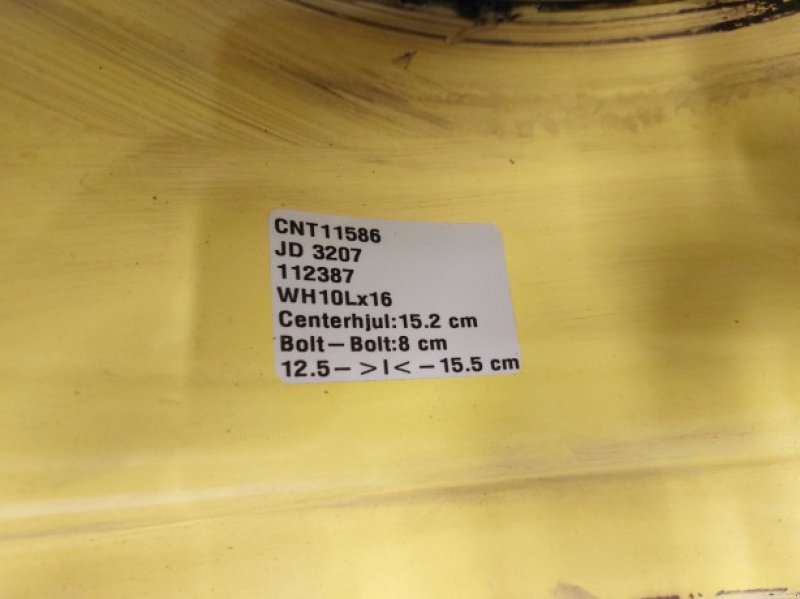 CNT11586
JD 3207
112387
WH10Lx16
Centerhjul:15.2 cm
Bolt-Bolt:8 cm
12.5- >I< -15.5 cm